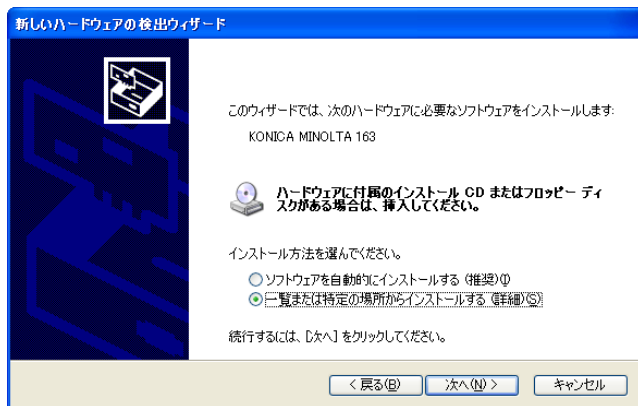 新しいハードウェアの検出ウィザード
このウィザードでは、次のハードウェアに必要なソフトウェアをインストールします:
KONICA MINOLTA 163
ハードウェアに付属のインストール CD またはフロッピー ディ
スクがある場合は、挿入してください。
インストール方法を選んでください。
ソフトウェアを自動的にインストールする (推奨)(I)
一覧または特定の場所からインストールする (詳細)(S)
続行するには、[次へ] をクリックしてください。
< 戻る(B)
次へ(N) >
キャンセル